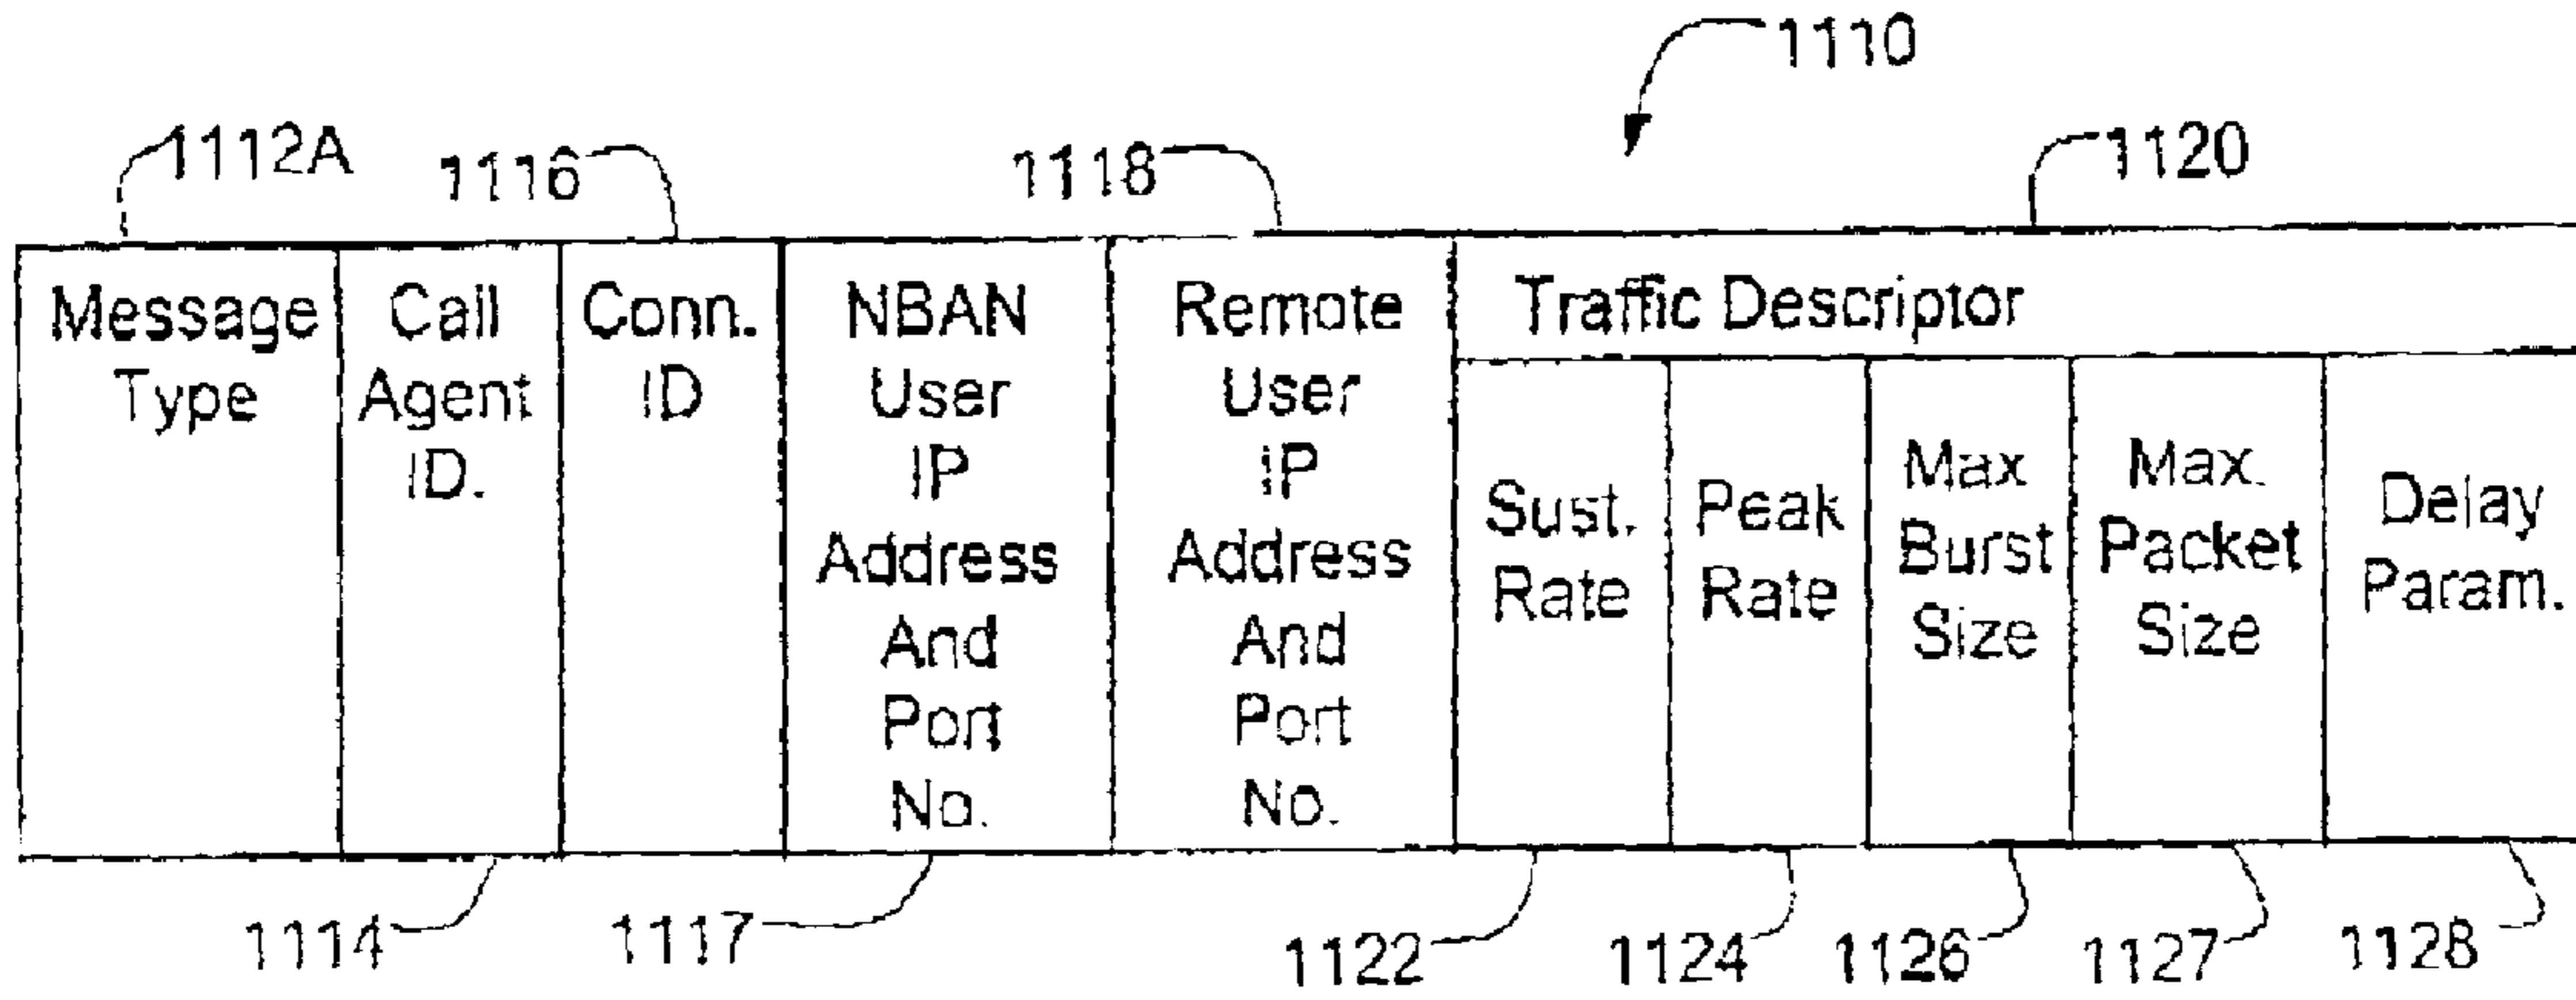 1110
1112A
1116
1118
1120
Message
Type
Call
Agent
ID.
Conn.
ID
NBAN
User
IP
Address
And
Port
No.
Remote
User
IP
Address
And
Port
No.
Traffic Descriptor
Sust.
Rate
Peak
Rate
Max
Burst
Size
Max.
Packet
Size
Delay
Param.
1114
1117
1122
1124
1126
1127
1128